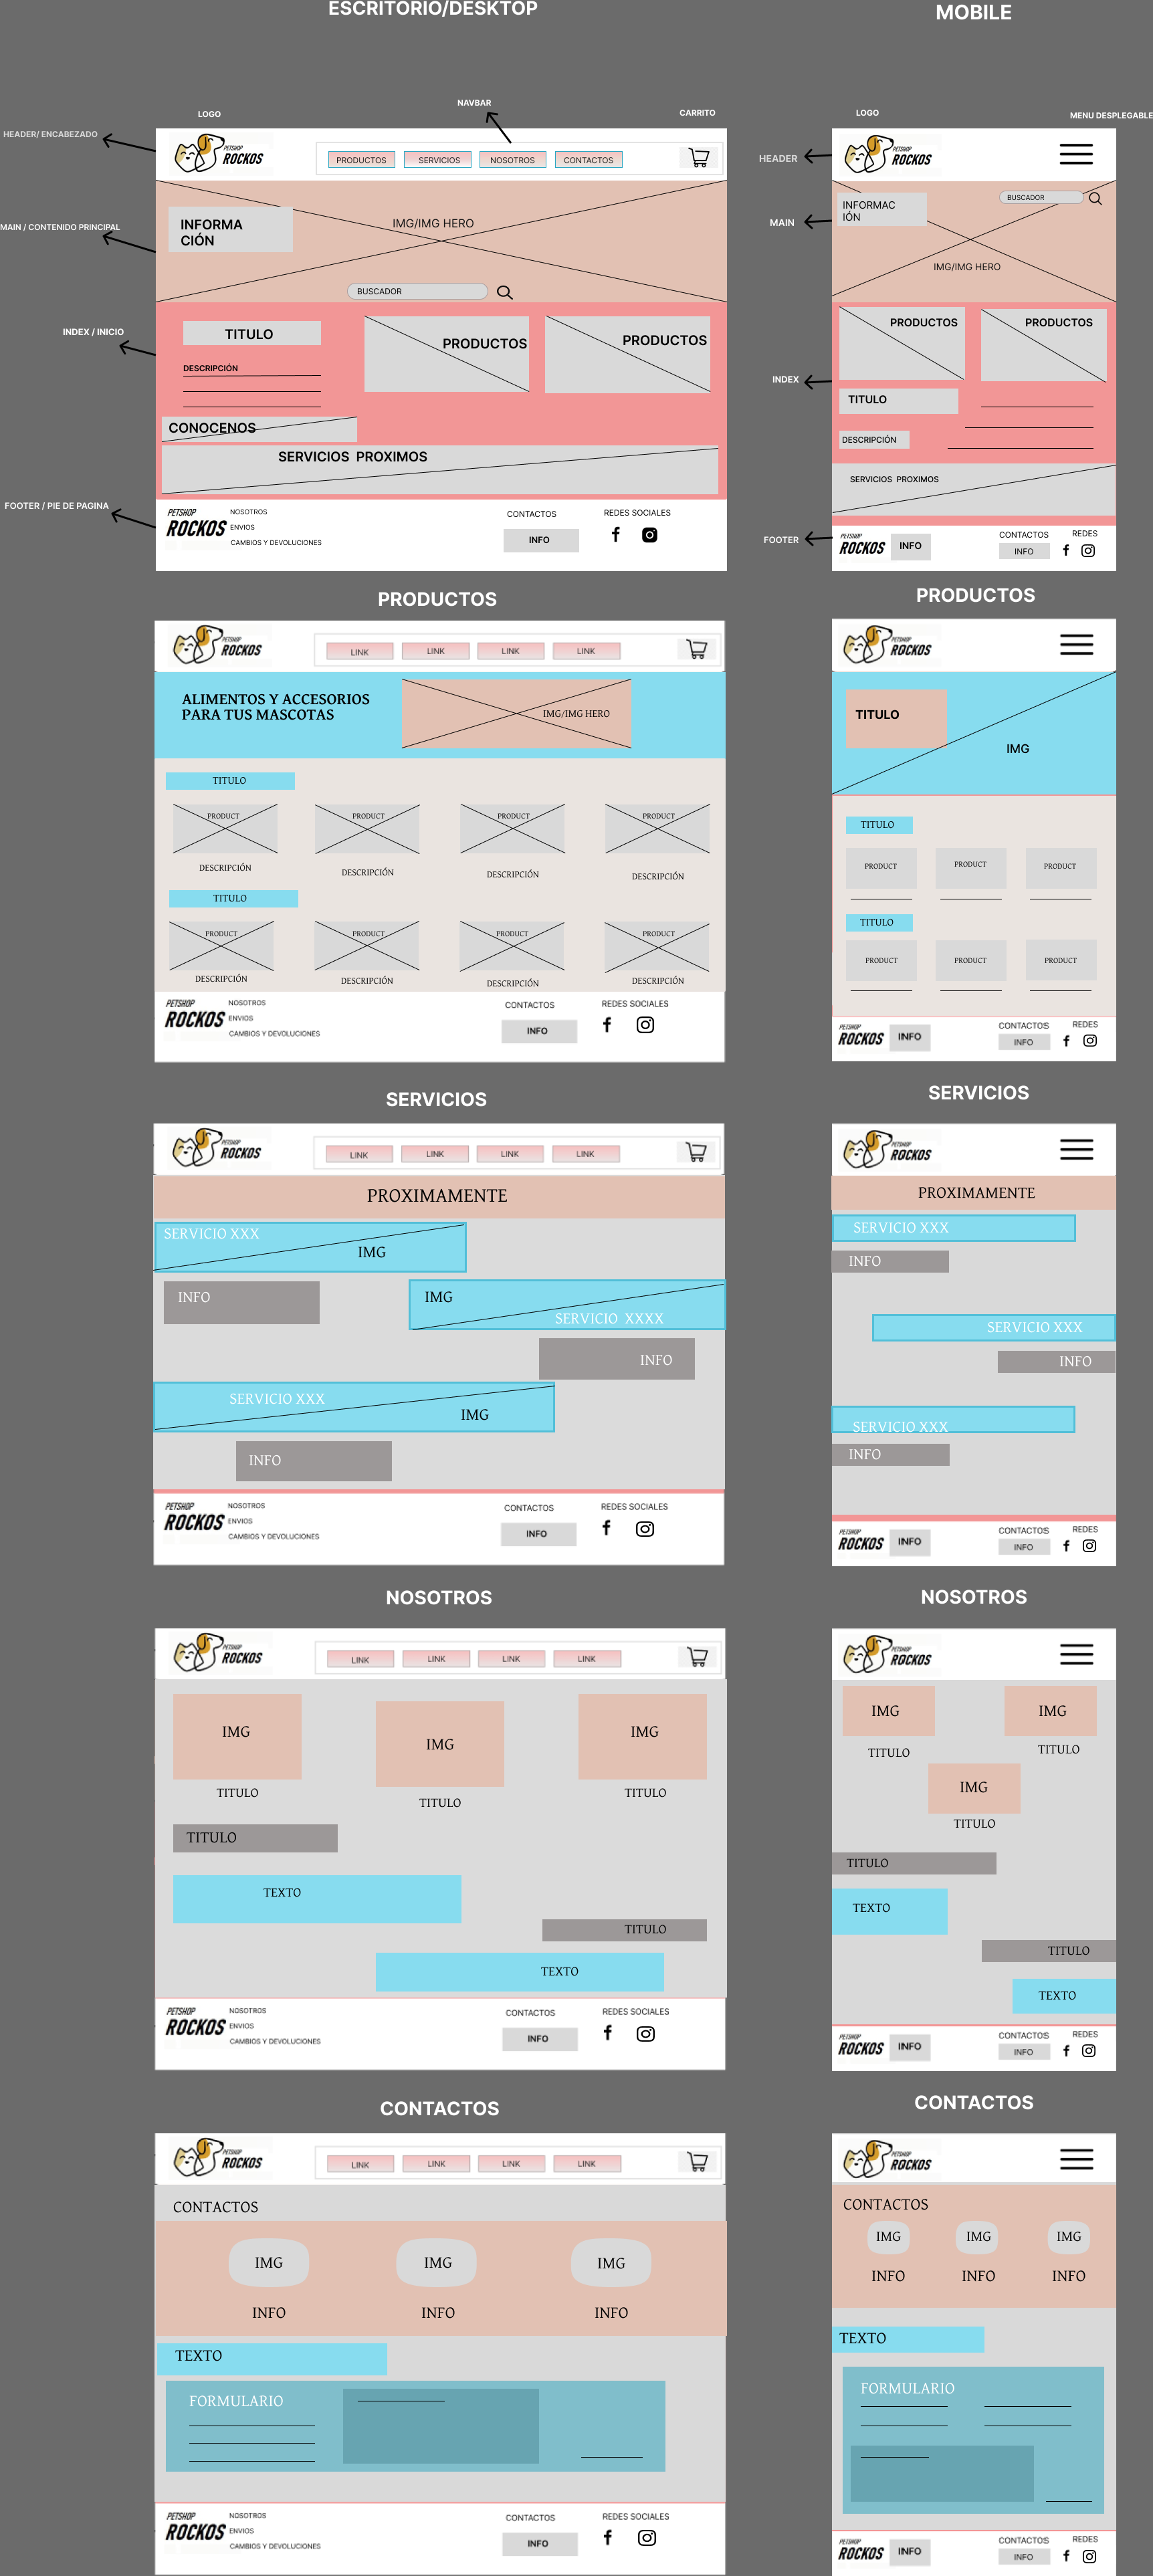 ESCRITORIO/DESKTOP
MOBILE
LOGO
NAVBAR
CARRITO
HEADER/ ENCABEZADO
PETSHOP
ROCKOS
PRODUCTOS
SERVICIOS
NOSOTROS
CONTACTOS
MAIN / CONTENIDO PRINCIPAL
INFORMA
CIÓN
IMG/IMG HERO
BUSCADOR
INDEX / INICIO
TITULO
DESCRIPCIÓN
PRODUCTOS
PRODUCTOS
CONOCENOS
SERVICIOS PROXIMOS
FOOTER / PIE DE PAGINA
PETSHOP
ROCKOS
NOSOTROS
ENVIOS
CAMBIOS Y DEVOLUCIONES
CONTACTOS
INFO
REDES SOCIALES
LOGO
MENU DESPLEGABLE
HEADER
PETSHOP
ROCKOS
MAIN
INFORMAC
IÓN
BUSCADOR
IMG/IMG HERO
PRODUCTOS
PRODUCTOS
INDEX
TITULO
DESCRIPCIÓN
SERVICIOS PROXIMOS
FOOTER
PETSHOP
ROCKOS
INFO
CONTACTOS
INFO
REDES
PRODUCTOS
PETSHOP
ROCKOS
LINK
LINK
LINK
LINK
ALIMENTOS Y ACCESORIOS
PARA TUS MASCOTAS
IMG/IMG HERO
TITULO
PRODUCT
PRODUCT
PRODUCT
PRODUCT
DESCRIPCIÓN
DESCRIPCIÓN
DESCRIPCIÓN
DESCRIPCIÓN
TITULO
PRODUCT
PRODUCT
PRODUCT
PRODUCT
DESCRIPCIÓN
DESCRIPCIÓN
DESCRIPCIÓN
DESCRIPCIÓN
PETSHOP
ROCKOS
NOSOTROS
ENVIOS
CAMBIOS Y DEVOLUCIONES
CONTACTOS
INFO
REDES SOCIALES
PRODUCTOS
PETSHOP
ROCKOS
TITULO
IMG
TITULO
PRODUCT
PRODUCT
PRODUCT
TITULO
PRODUCT
PRODUCT
PRODUCT
PETSHOP
ROCKOS
INFO
CONTACTOS
INFO
REDES
SERVICIOS
PETSHOP
ROCKOS
LINK
LINK
LINK
LINK
PROXIMAMENTE
SERVICIO XXX
IMG
INFO
IMG
SERVICIO XXXX
INFO
SERVICIO XXX
IMG
INFO
PETSHOP
ROCKOS
NOSOTROS
ENVIOS
CAMBIOS Y DEVOLUCIONES
CONTACTOS
INFO
REDES SOCIALES
SERVICIOS
PETSHOP
ROCKOS
PROXIMAMENTE
SERVICIO XXX
INFO
SERVICIO XXX
INFO
SERVICIO XXX
INFO
PETSHOP
ROCKOS
INFO
CONTACTOS
INFO
REDES
NOSOTROS
PETSHOP
ROCKOS
LINK
LINK
LINK
LINK
IMG
IMG
IMG
TITULO
TITULO
TITULO
TITULO
TEXTO
TITULO
TEXTO
PETSHOP
ROCKOS
NOSOTROS
ENVIOS
CAMBIOS Y DEVOLUCIONES
CONTACTOS
INFO
REDES SOCIALES
NOSOTROS
PETSHOP
ROCKOS
IMG
IMG
TITULO
TITULO
IMG
TITULO
TITULO
TEXTO
TITULO
TEXTO
PETSHOP
ROCKOS
INFO
CONTACTOS
INFO
REDES
CONTACTOS
PETSHOP
ROCKOS
LINK
LINK
LINK
LINK
CONTACTOS
IMG
IMG
IMG
INFO
INFO
INFO
TEXTO
FORMULARIO
PETSHOP
ROCKOS
NOSOTROS
ENVIOS
CAMBIOS Y DEVOLUCIONES
CONTACTOS
INFO
REDES SOCIALES
CONTACTOS
PETSHOP
ROCKOS
CONTACTOS
IMG
IMG
IMG
INFO
INFO
INFO
TEXTO
FORMULARIO
PETSHOP
ROCKOS
INFO
CONTACTOS
INFO
REDES